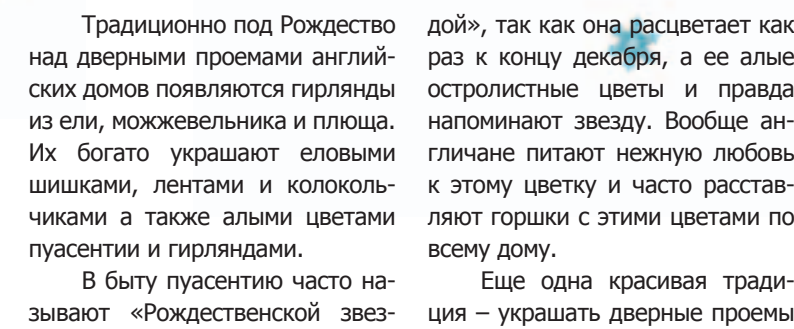 Традиционно под Рождество
над дверными проемами англий-
ских домов появляются гирлянды
из ели, можжевельника и плюща.
Их богато украшают еловыми
шишками, лентами и колоколь-
чиками а также алыми цветами
пуасентии и гирляндами.
В быту пуасентию часто на-
зывают «Рождественской звез-
дой», так как она расцветает как
раз к концу декабря, а ее алые
остролистные цветы и правда
напоминают звезду. Вообще ан-
гличане питают нежную любовь
к этому цветку и часто расстав-
ляют горшки с этими цветами по
всему дому.
Еще одна красивая тради-
ция – украшать дверные проемы